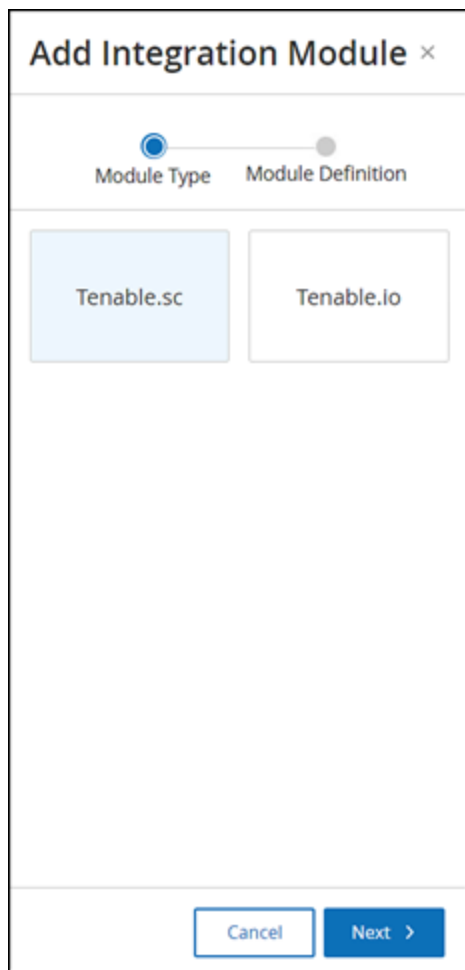 Add Integration Module ×
Module Type Module Definition
Tenable.sc Tenable.io
Cancel Next >